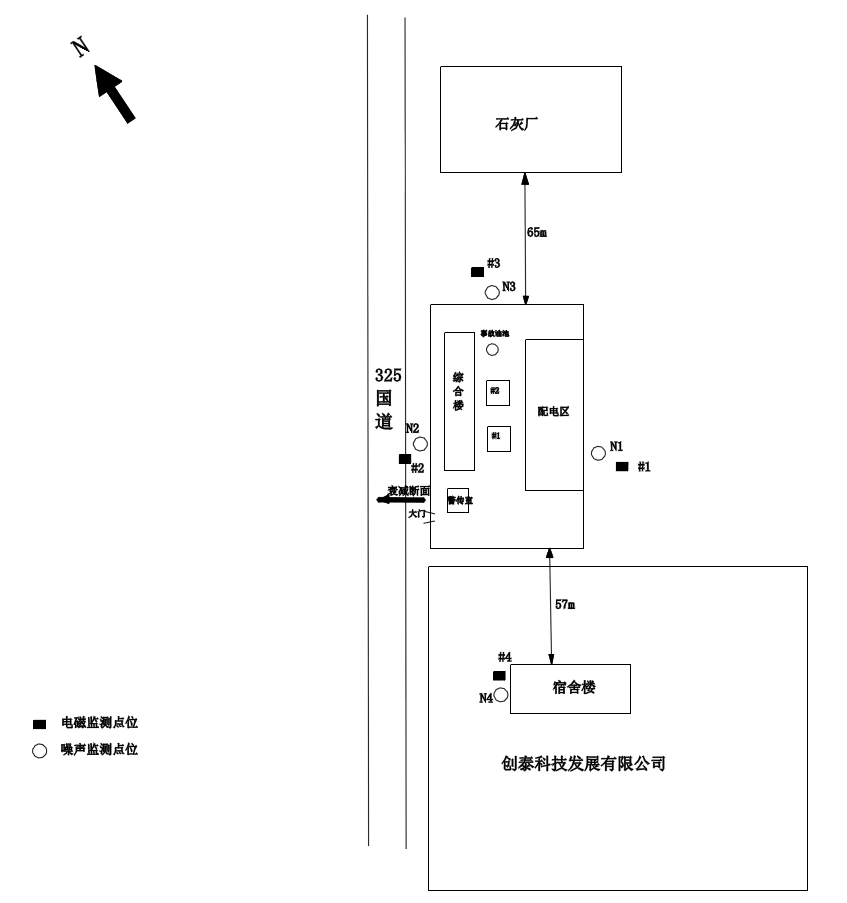 N
石灰厂
65m
#3
N3
事故油池
325
国
道
综
合
楼
#2
#1
配电区
N2
#2
N1
#1
衰减断面
警传室
大门
57m
#4
N4
宿舍楼
创泰科技发展有限公司
电磁监测点位
噪声监测点位